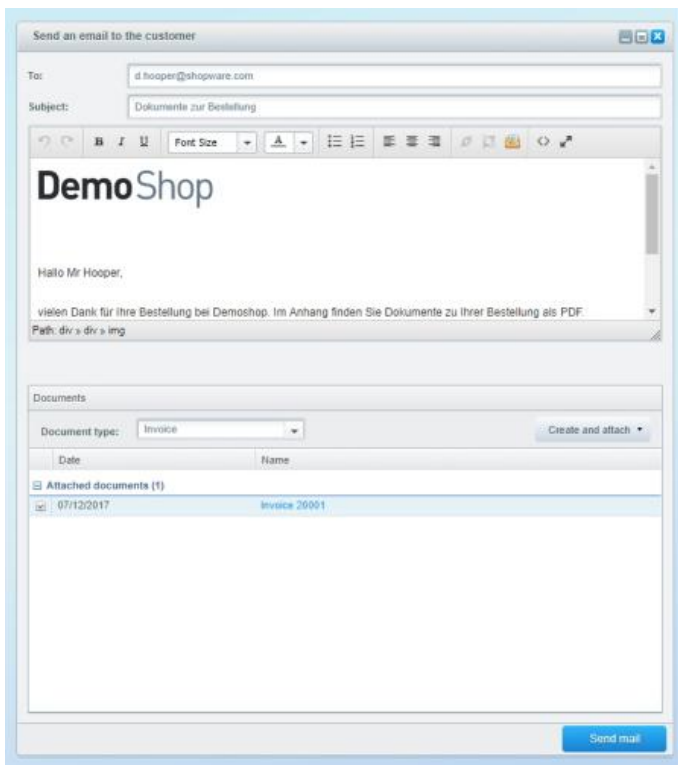 Send an email to the customer
To:
d.hooper@shopware.com
Subject:
Dokumente zur Bestellung
B I U Font Size A
DemoShop
Hallo Mr Hooper,
vielen Dank für Ihre Bestellung bei Demoshop. Im Anhang finden Sie Dokumente zu Ihrer Bestellung als PDF.
Path: div » div » img
Documents
Document type: Invoice Create and attach
Date Name
Attached documents (1)
07/12/2017 Invoice 20001
Send mail